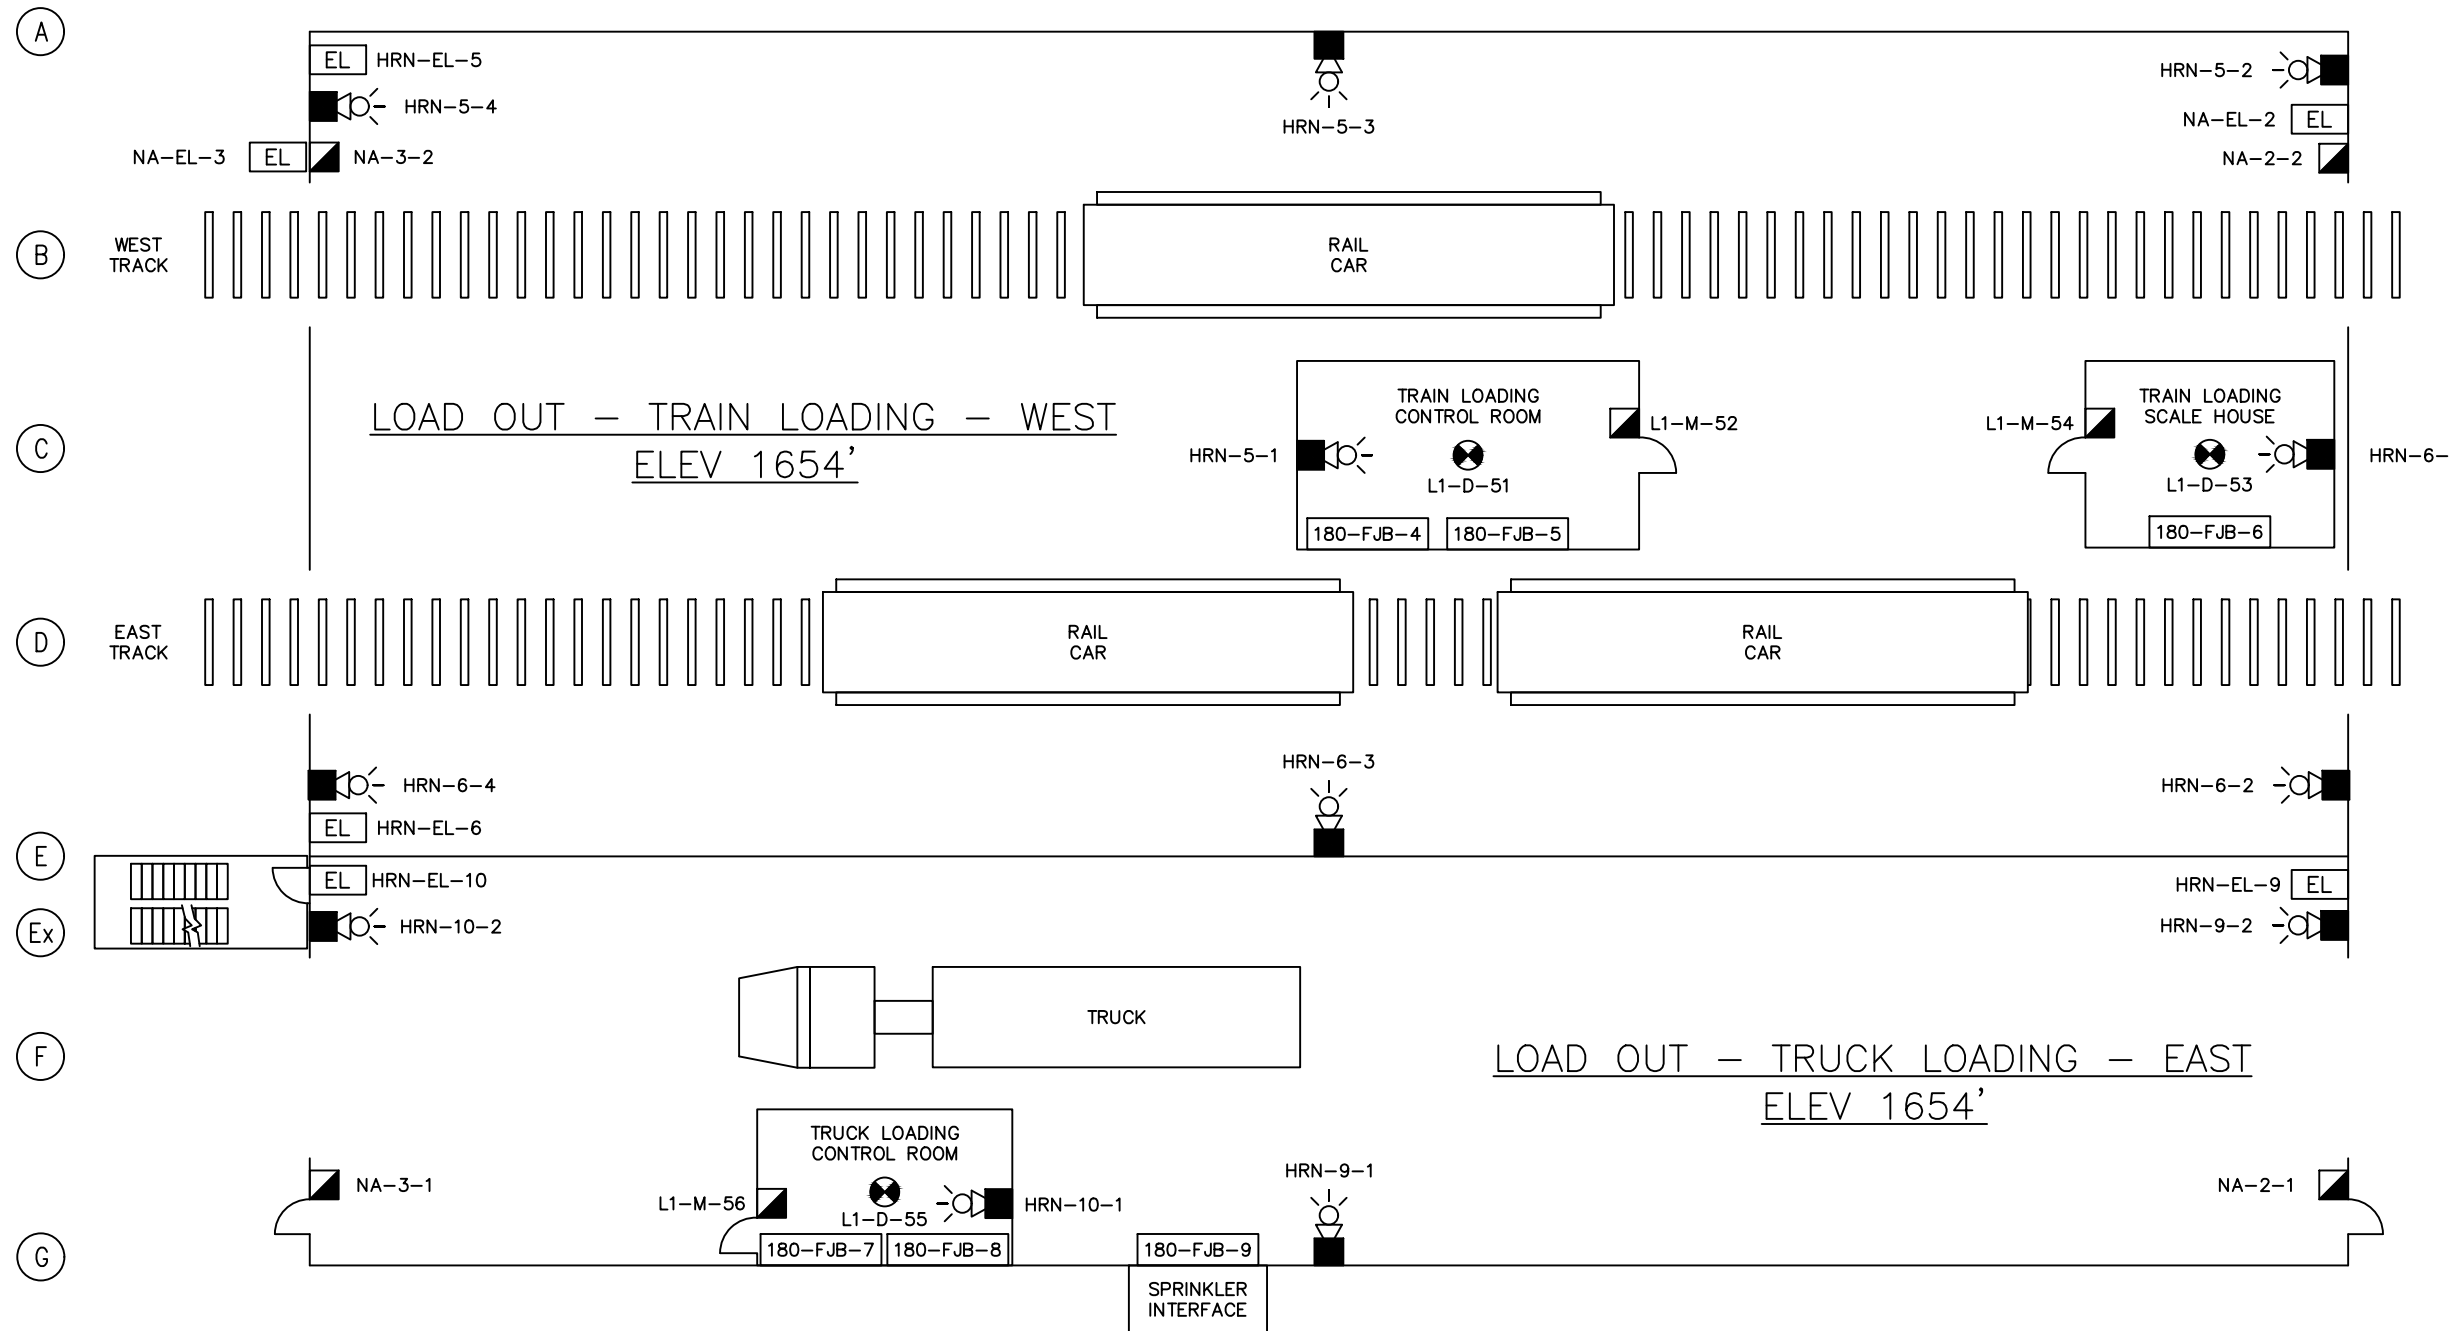 A
EL HRN-EL-5
HRN-5-4
HRN-5-3
HRN-5-2
NA-EL-2 EL
NA-EL-3 EL NA-3-2
NA-2-2
B
WEST
TRACK
RAIL
CAR
C
LOAD OUT - TRAIN LOADING - WEST
ELEV 1654'
HRN-5-1
TRAIN LOADING
CONTROL ROOM
L1-D-51
L1-M-52
180-FJB-4 180-FJB-5
L1-M-54
TRAIN LOADING
SCALE HOUSE
L1-D-53
180-FJB-6
HRN-6-
D
EAST
TRACK
RAIL
CAR
RAIL
CAR
HRN-6-4
HRN-6-3
HRN-6-2
EL HRN-EL-6
E
EL HRN-EL-10
HRN-EL-9 EL
Ex
HRN-10-2
HRN-9-2
TRUCK
F
LOAD OUT - TRUCK LOADING - EAST
ELEV 1654'
NA-3-1
TRUCK LOADING
CONTROL ROOM
L1-M-56
L1-D-55
HRN-10-1
180-FJB-7 180-FJB-8
HRN-9-1
NA-2-1
G
180-FJB-9
SPRINKLER
INTERFACE